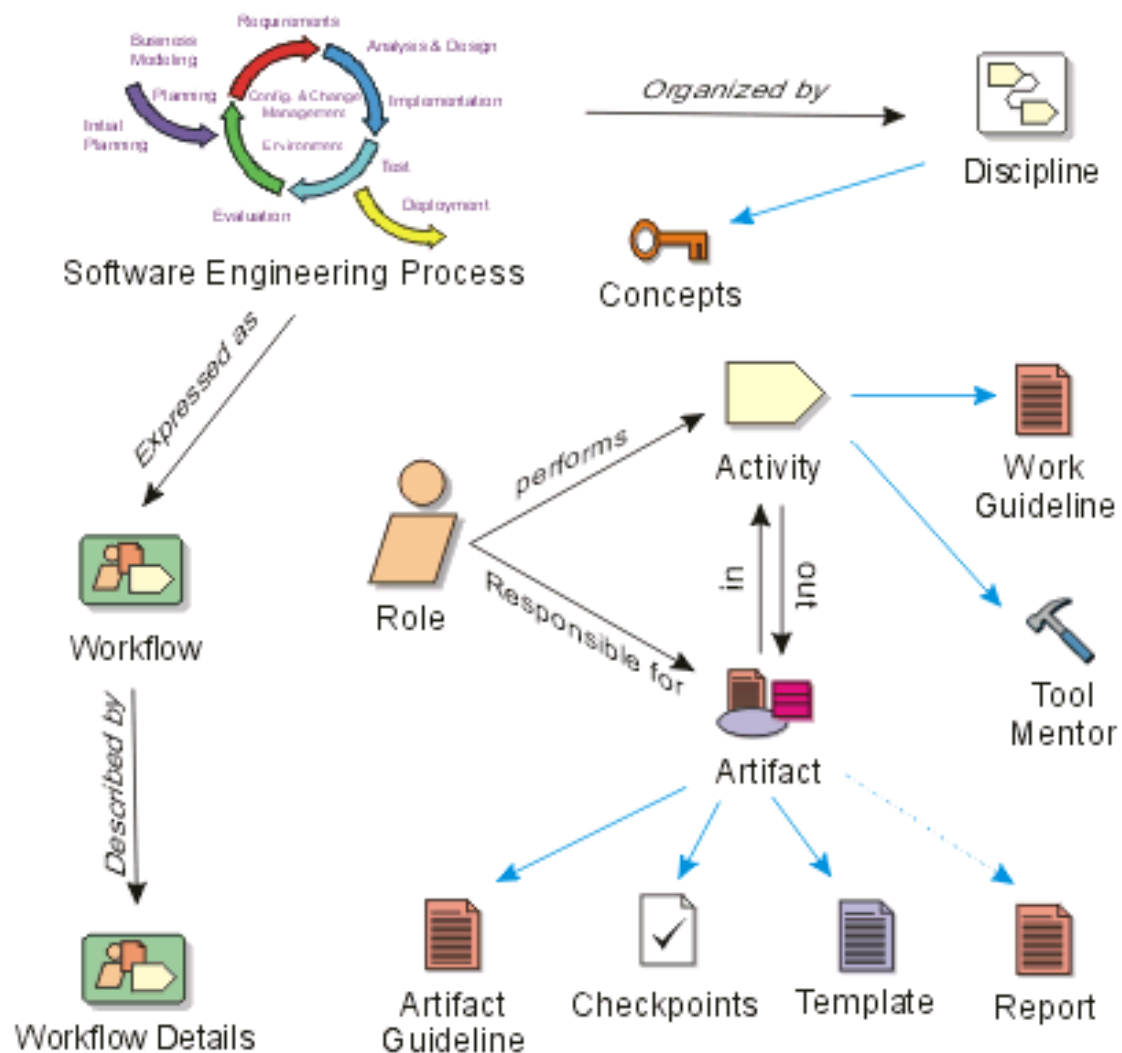 Requirements
Business
Modeling
Analysis & Design
Planning
Config. & Change
Management
Implementation
Initial
Planning
Environment
Test
Evaluation
Deployment
Software Engineering Process
Organized by
Discipline
Concepts
Expressed as
Workflow
Described by
Workflow Details
Role
performs
Responsible for
Activity
in
out
Artifact
Work
Guideline
Tool
Mentor
Artifact
Guideline
Checkpoints
Template
Report